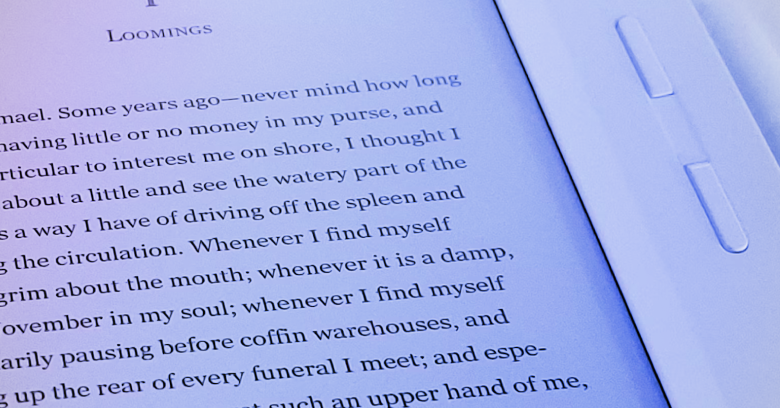 LOOMINGS
mael. Some years ago—never mind how long
having little or no money in my purse, and
rticular to interest me on shore, I thought I
about a little and see the watery part of the
s a way I have of driving off the spleen and
g the circulation. Whenever I find myself
grim about the mouth; whenever it is a damp,
ovember in my soul; whenever I find myself
arily pausing before coffin warehouses, and
g up the rear of every funeral I meet; and espe-
such an upper hand of me,